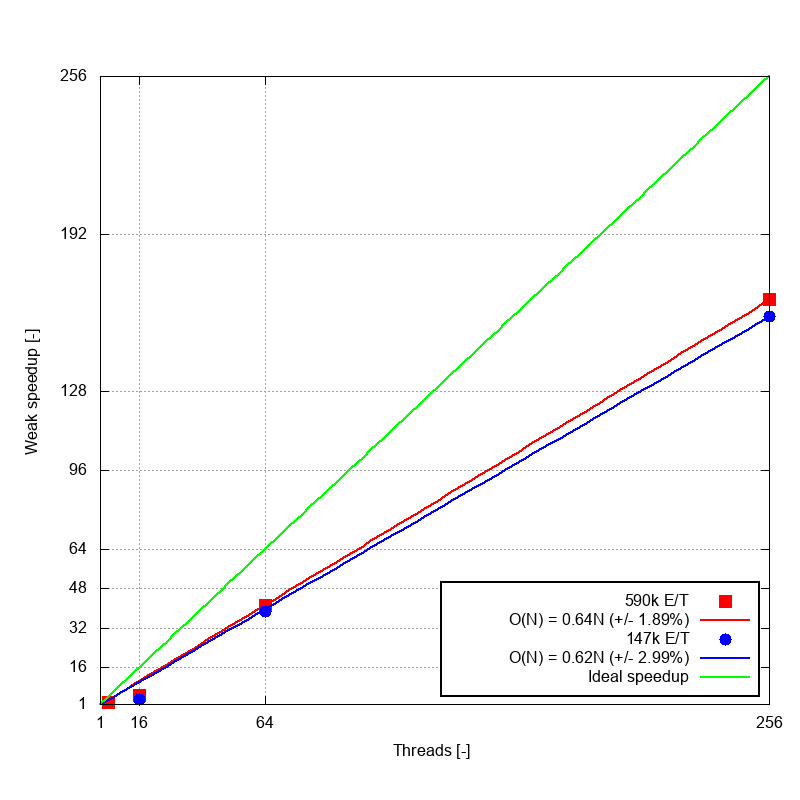 256
192
128
96
64
48
32
16
1
1 16 64 256
Weak speedup [-]
Threads [-]
590k E/T
O(N) = 0.64N (+/- 1.89%)
147k E/T
O(N) = 0.62N (+/- 2.99%)
Ideal speedup